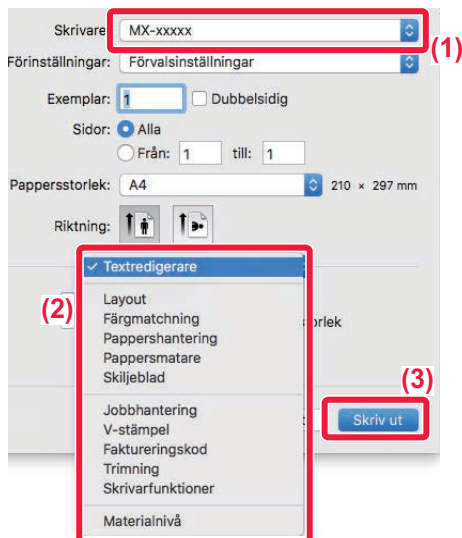 Skrivare: MX-xxxxx
(1)
Förinställningar: Förvalsinställningar
Exemplar: 1 Dubbelsidig
Sidor: Alla
Från: 1 till: 1
Pappersstorlek: A4 210 × 297 mm
Riktning:
✓ Textredigerare
(2)
Layout
Färgmatchning
Pappershantering
Pappersmatare
Skiljeblad
Jobbhantering
V-stämpel
Faktureringskod
Trimning
Skrivarfunktioner
Materialnivå
(3)
Skriv ut